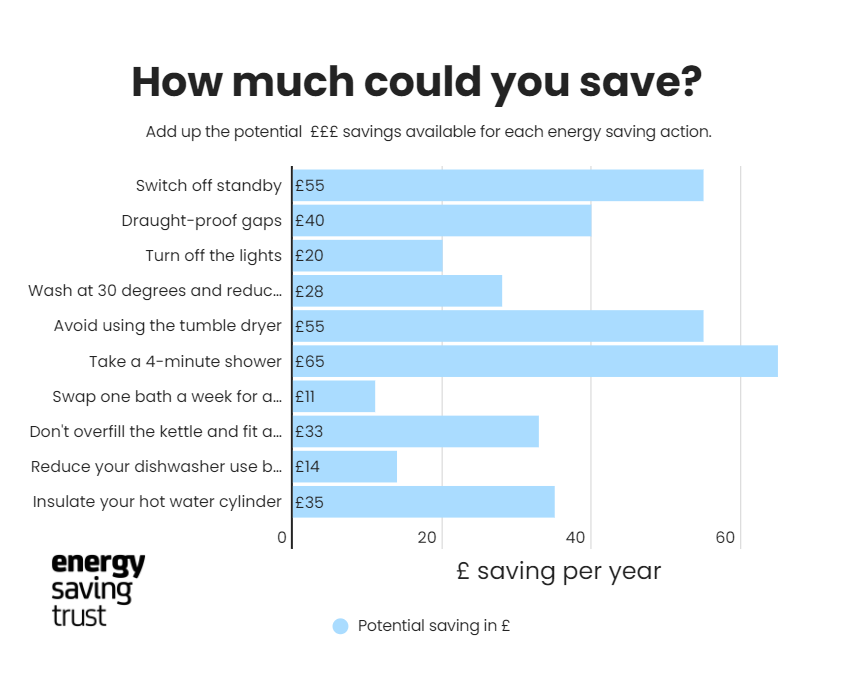 How much could you save?
Add up the potential £££ savings available for each energy saving action.
Switch off standby £55
Draught-proof gaps £40
Turn off the lights £20
Wash at 30 degrees and reduc... £28
Avoid using the tumble dryer £55
Take a 4-minute shower £65
Swap one bath a week for a... £11
Don't overfill the kettle and fit a... £33
Reduce your dishwasher use b... £14
Insulate your hot water cylinder £35
0 20 40 60
£ saving per year
energy
saving
trust
Potential saving in £